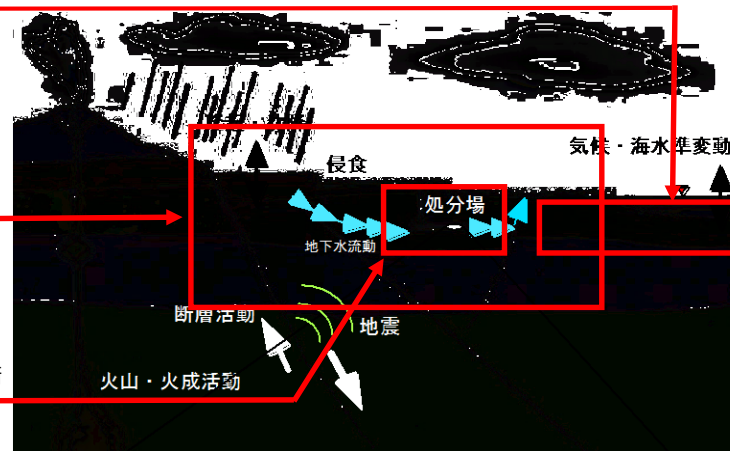 気候・海水準変動
侵食
処分場
地下水流動
断層活動
地震
火山・火成活動